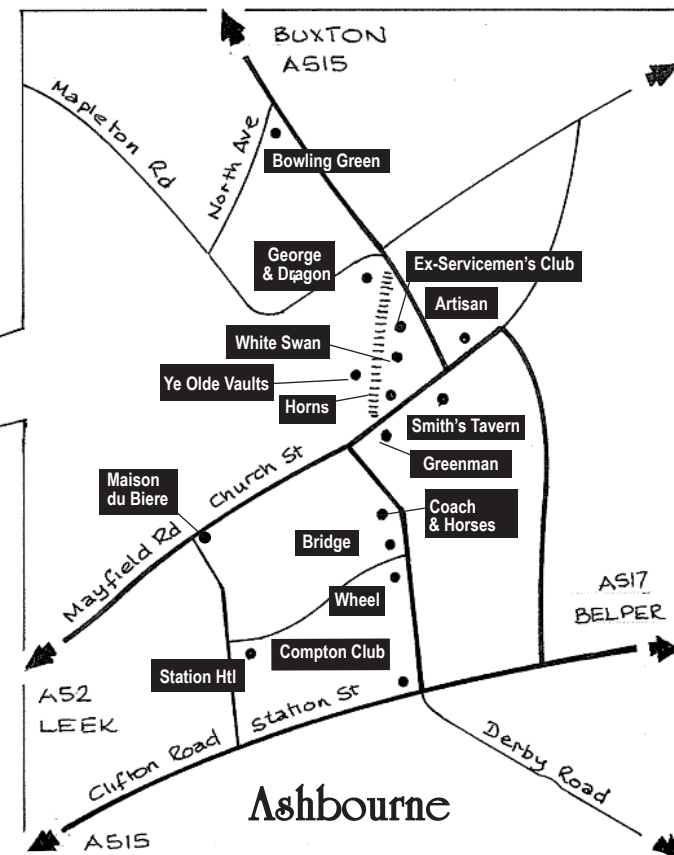 BUXTON
A515
Mapleton
Rd
North Ave
Bowling Green
George
& Dragon
Ex-Servicemen's Club
Artisan
White Swan
Ye Olde Vaults
Horns
Smith's Tavern
Greenman
Church St
Maison
du Biere
Mayfield Rd
Coach
& Horses
Bridge
Wheel
A517
BELPER
Compton Club
Station Htl
A52
LEEK
Station St
Clifton Road
Derby Road
Ashbourne
A515